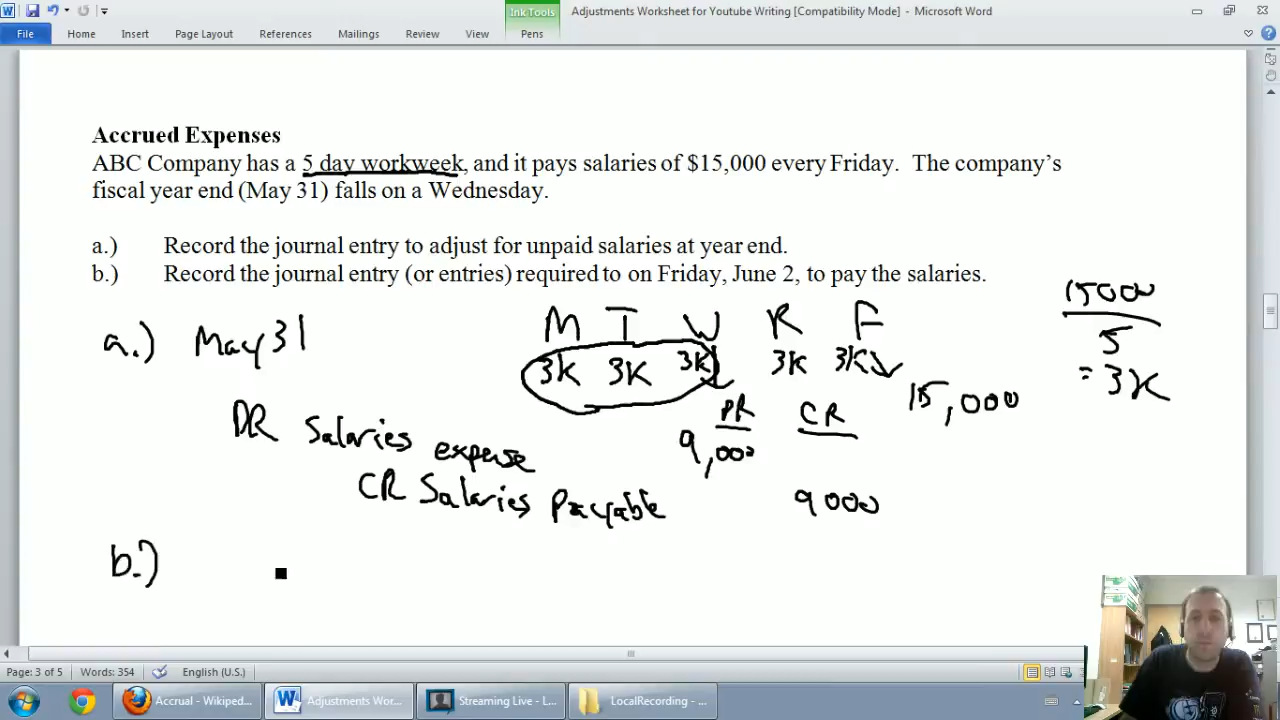 Ink Tools
Adjustments Worksheet for Youtube Writing [Compatibility Mode] - Microsoft Word
File Home Insert Page Layout References Mailings Review View Pens
Accrued Expenses
ABC Company has a 5 day workweek, and it pays salaries of $15,000 every Friday. The company's
fiscal year end (May 31) falls on a Wednesday.
a.) Record the journal entry to adjust for unpaid salaries at year end.
b.) Record the journal entry (or entries) required to on Friday, June 2, to pay the salaries.
15000
a.) May 31 M T W R F
5
3K 3K 3K 3K 3K
= 3K
15,000
DR CR
DR Salaries expense 9,000
CR Salaries Payable 9000
b.)
Page: 3 of 5 Words: 354 English (U.S.)
Accrual - Wikiped... Adjustments Wor... Streaming Live - L... LocalRecording - ...